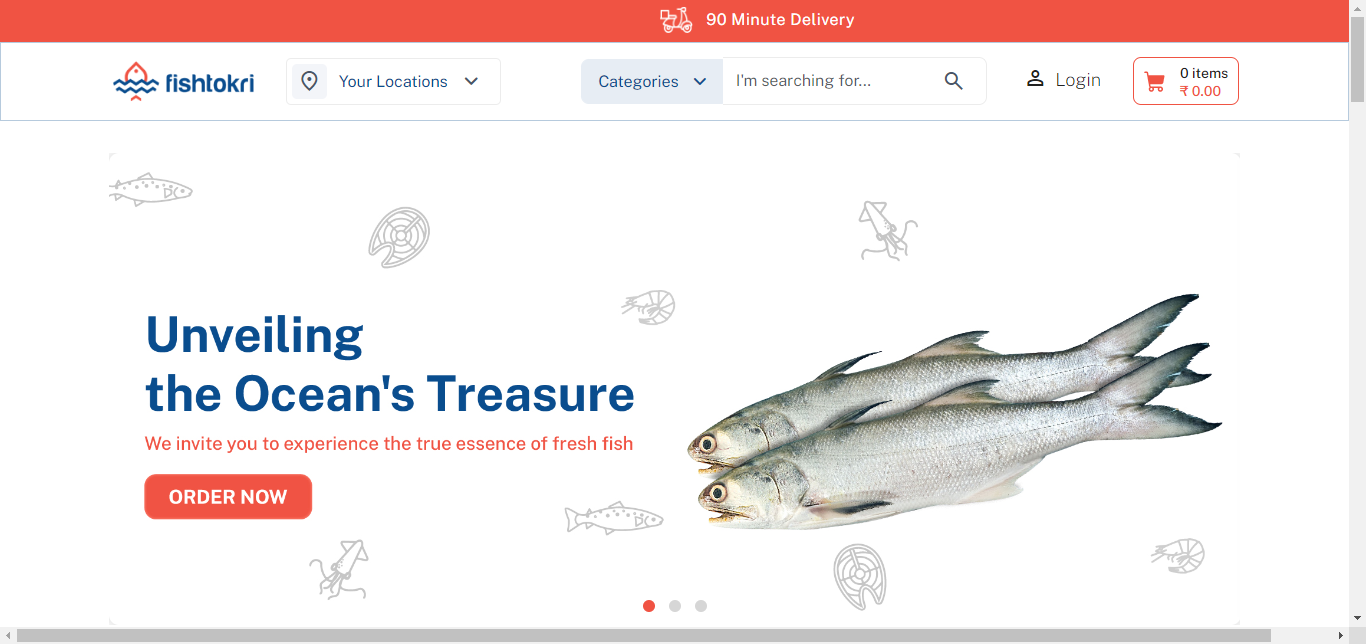 90 Minute Delivery
fishtokri
Your Locations
Categories
I'm searching for...
Login
0 items
₹ 0.00
Unveiling
the Ocean's Treasure
We invite you to experience the true essence of fresh fish
ORDER NOW